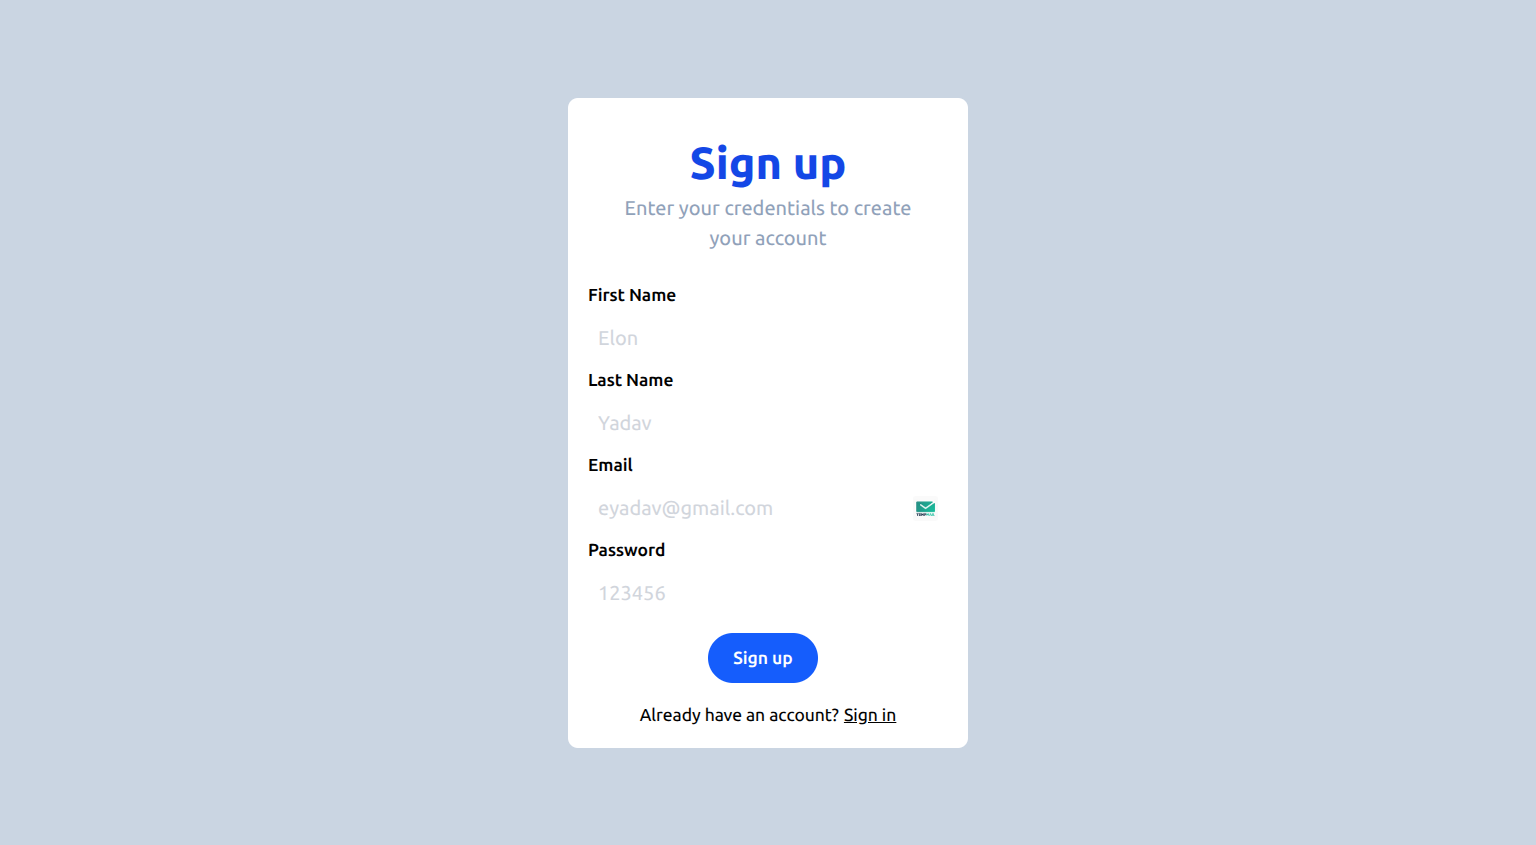 Sign up
Enter your credentials to create
your account
First Name
Elon
Last Name
Yadav
Email
eyadav@gmail.com
TEMPMAIL
Password
123456
Sign up
Already have an account? Sign in